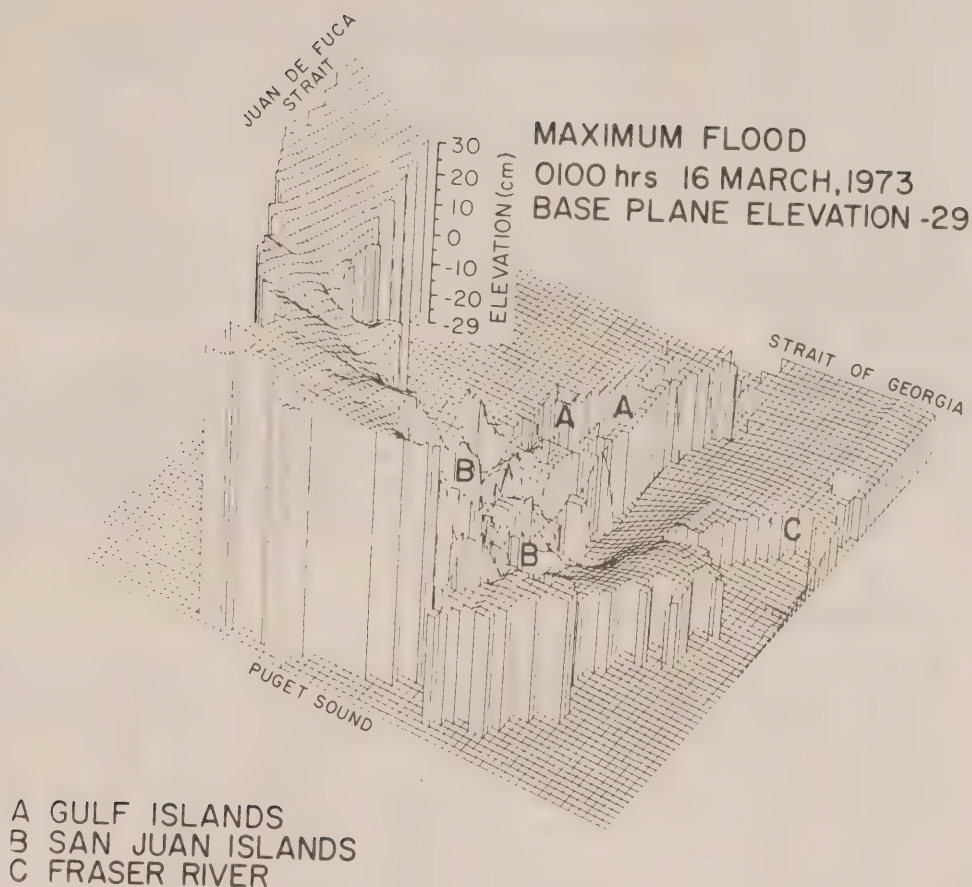 JUAN DE FUCA
STRAIT
MAXIMUM FLOOD
0100 hrs 16 MARCH, 1973
BASE PLANE ELEVATION -29
30
20
10
0
-10
-20
-29
ELEVATION (cm)
STRAIT OF GEORGIA
A
A
B
B
C
PUGET SOUND
A GULF ISLANDS
B SAN JUAN ISLANDS
C FRASER RIVER